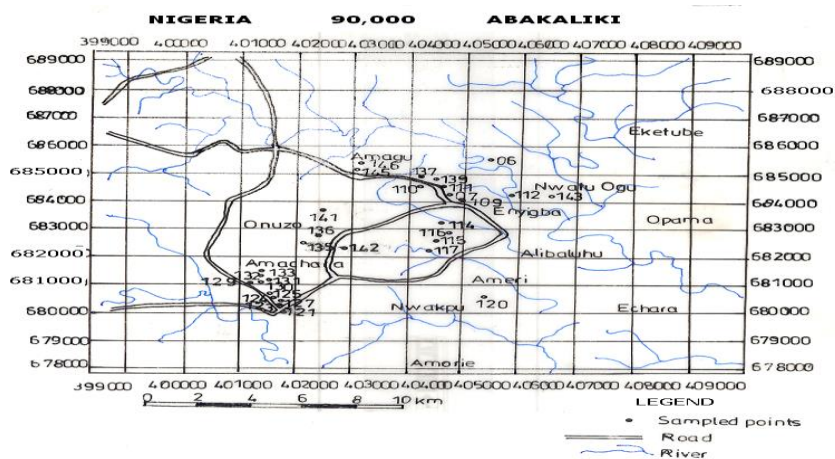 NIGERIA 90,000 ABAKALIKI
399000 400000 401000 402000 403000 404000 405000 406000 407000 408000 409000
689000 689000
688000 688000
687000 687000
Eketube
686000 686000
Amagu 06
146
685000 145 137 139 685000
110 111 Nwafu Ogu
07 109 112 143
684000 684000
Enyigba
141 114 Opama
683000 Onuzo 136 116 683000
135 142 115
682000 117 Alibaluhu 682000
Amachalla
132 133
129 131 Ameri
681000 130 681000
125 120
127 Nwakpu Echara
680000 121 680000
679000 679000
678000 Amorie 678000
399000 400000 401000 402000 403000 404000 405000 406000 407000 408000 409000
0 2 4 6 8 10 km
LEGEND
Sampled points
Road
River